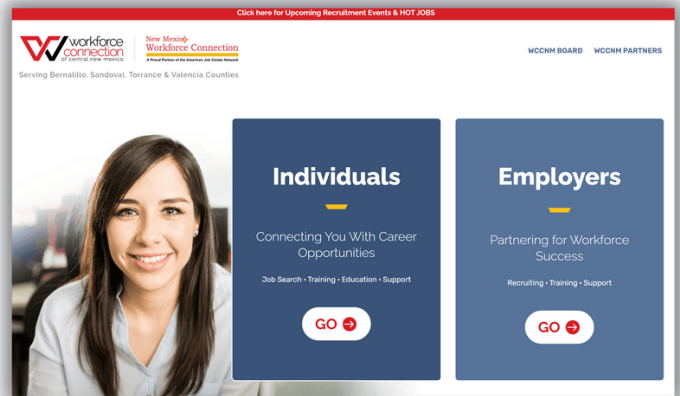 Click here for Upcoming Recruitment Events & HOT JOBS
workforce
connection
of central new mexico
New Mexico
Workforce Connection
A Proud Partner of the American Job Center Network
WCCNM BOARD WCCNM PARTNERS
Serving Bernalillo, Sandoval, Torrance & Valencia Counties
Individuals
Connecting You With Career
Opportunities
Job Search • Training • Education • Support
GO
Employers
Partnering for Workforce
Success
Recruiting • Training • Support
GO